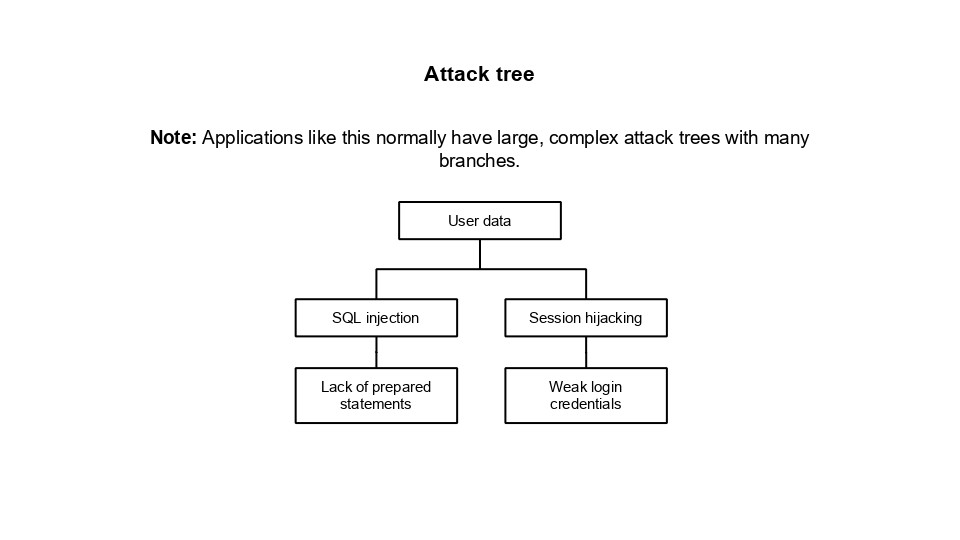 Attack tree
Note: Applications like this normally have large, complex attack trees with many
branches.
User data
SQL injection
Session hijacking
Lack of prepared
statements
Weak login
credentials